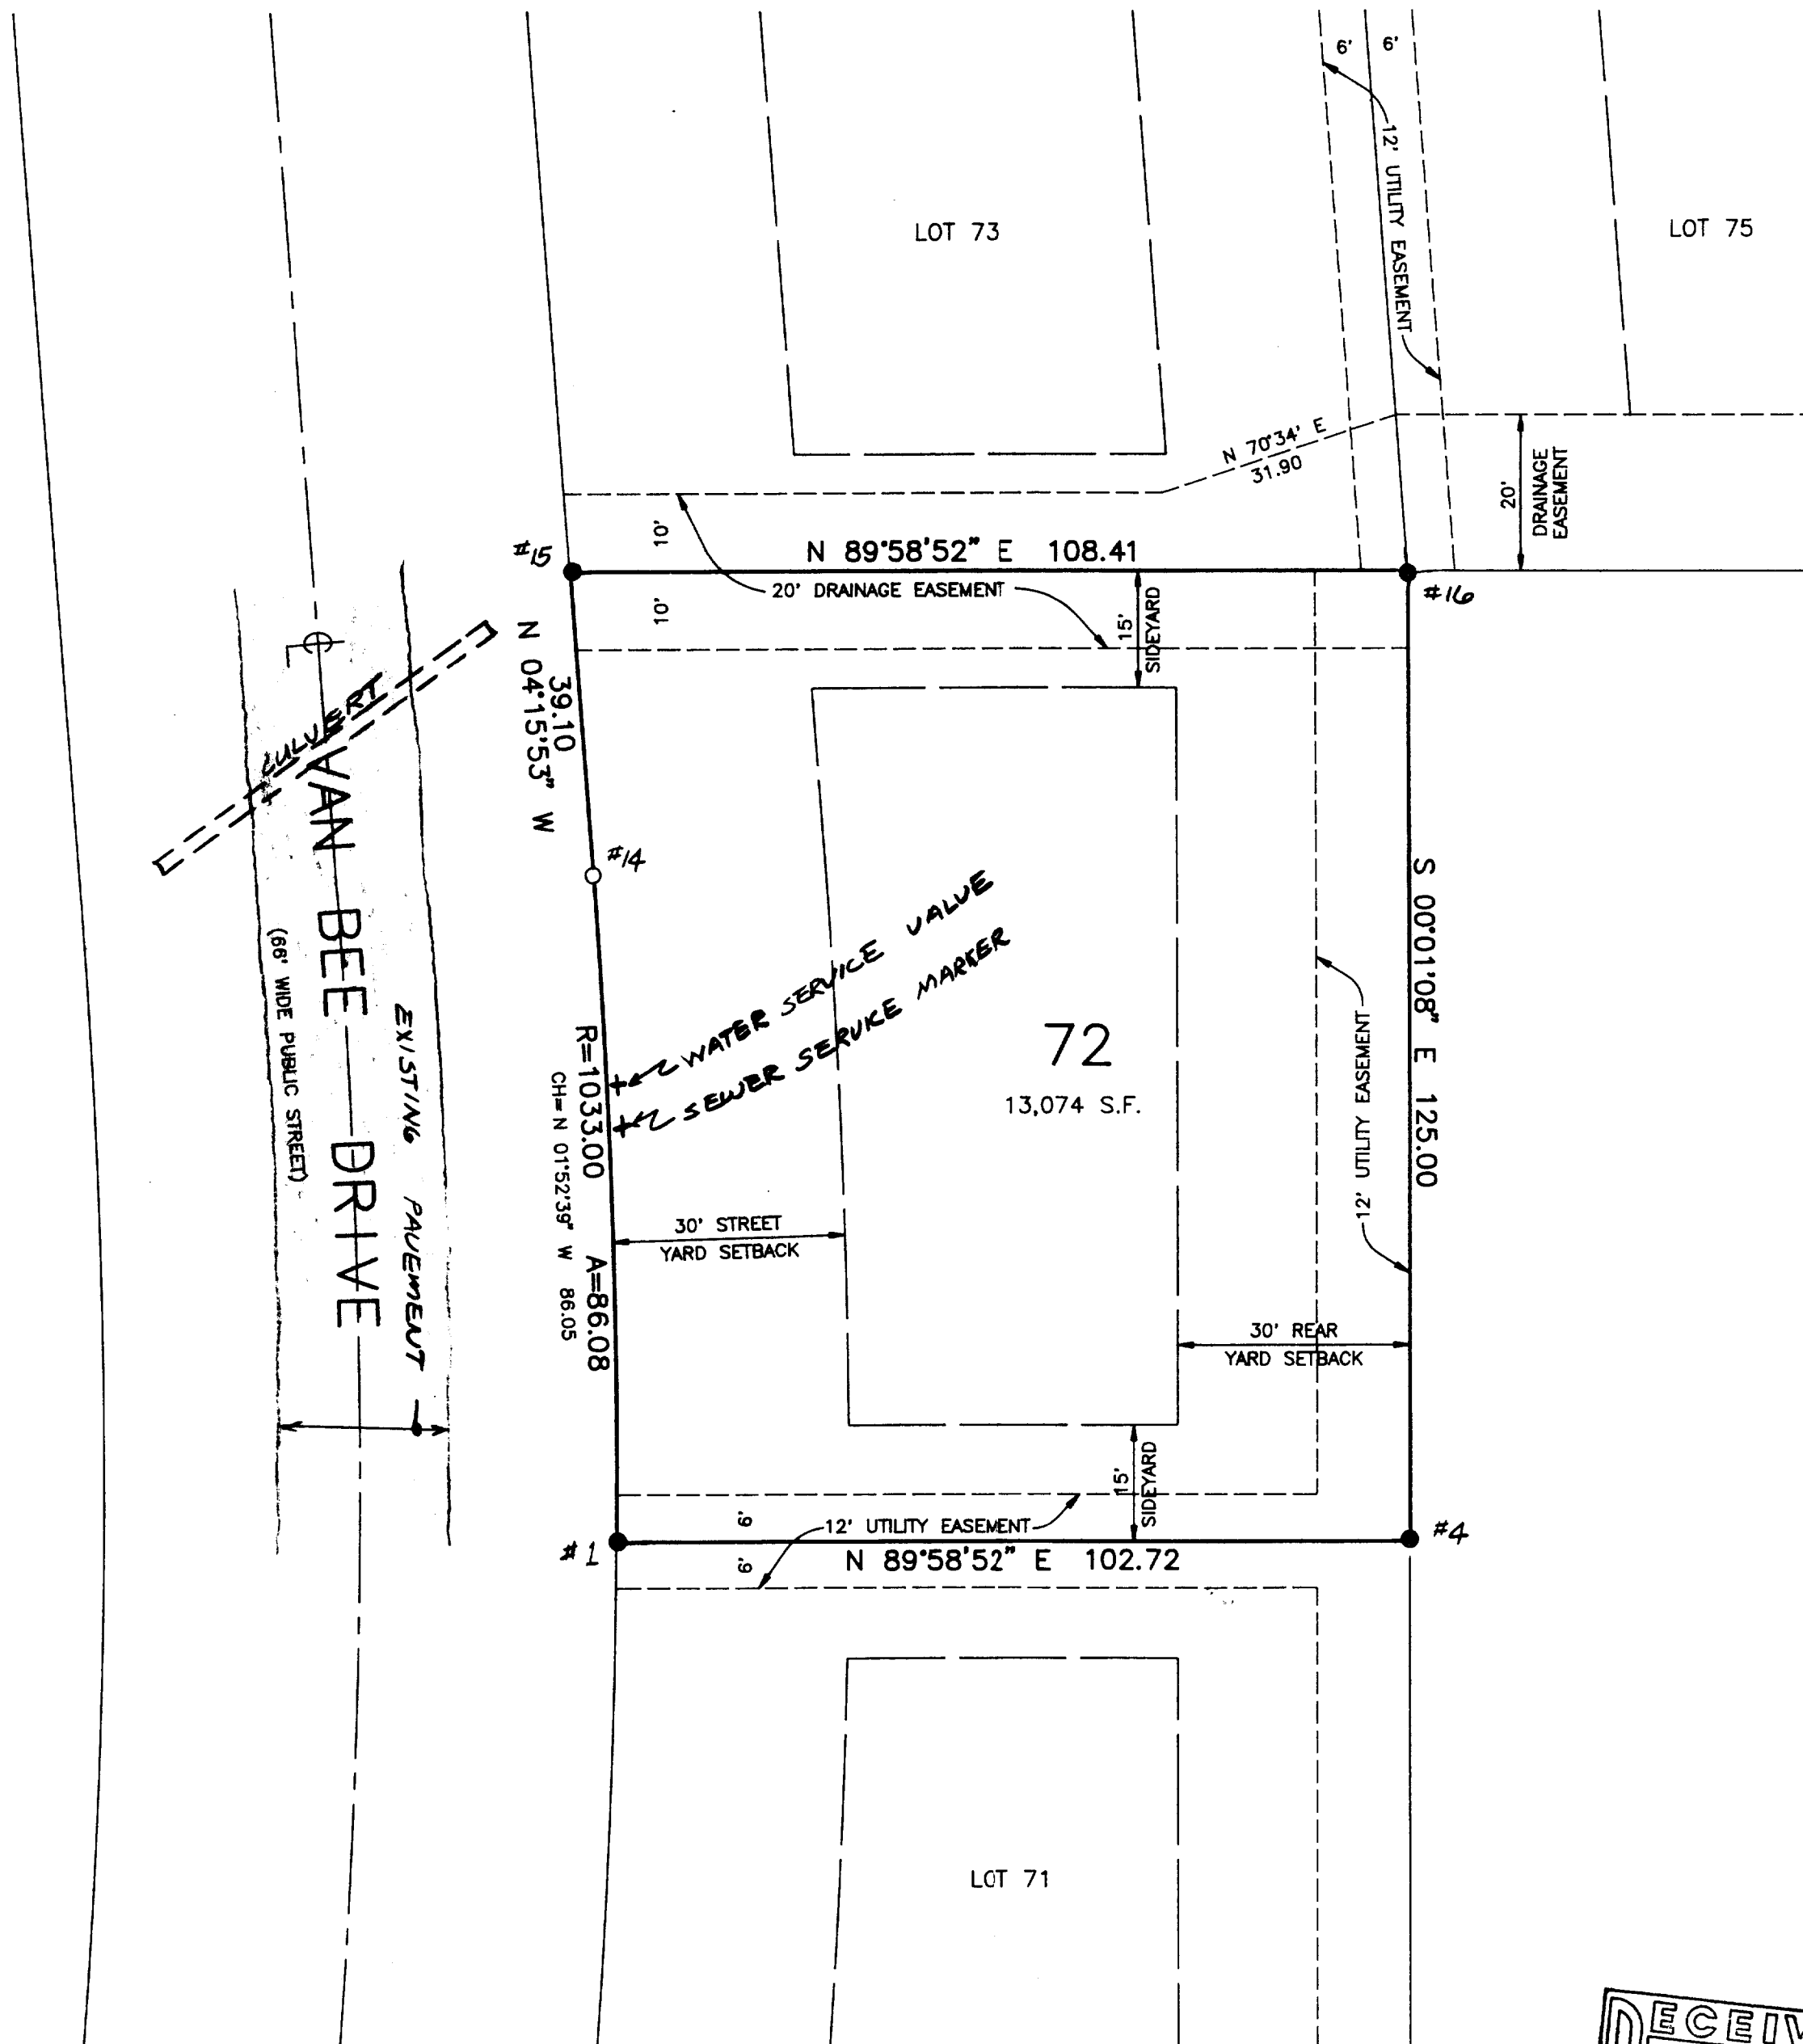 6' 6'
12' UTILITY EASEMENT
LOT 73
LOT 75
N 70°34' E
31.90
20'
DRAINAGE
EASEMENT
10'
#15
N 89°58'52" E 108.41
#16
20' DRAINAGE EASEMENT
10'
15'
SIDEYARD
39.10
N 04°15'53" W
CULVERT
#14
VAN BEE DRIVE
(66' WIDE PUBLIC STREET)
EXISTING PAVEMENT
WATER SERVICE VALUE
SEWER SERVICE MARKER
R=1033.00 A=86.08
CH= N 01°52'39" W 86.05
72
13,074 S.F.
S 00°01'08" E 125.00
12' UTILITY EASEMENT
30' STREET
YARD SETBACK
30' REAR
YARD SETBACK
15'
SIDEYARD
6'
12' UTILITY EASEMENT
#1
#4
N 89°58'52" E 102.72
6'
LOT 71